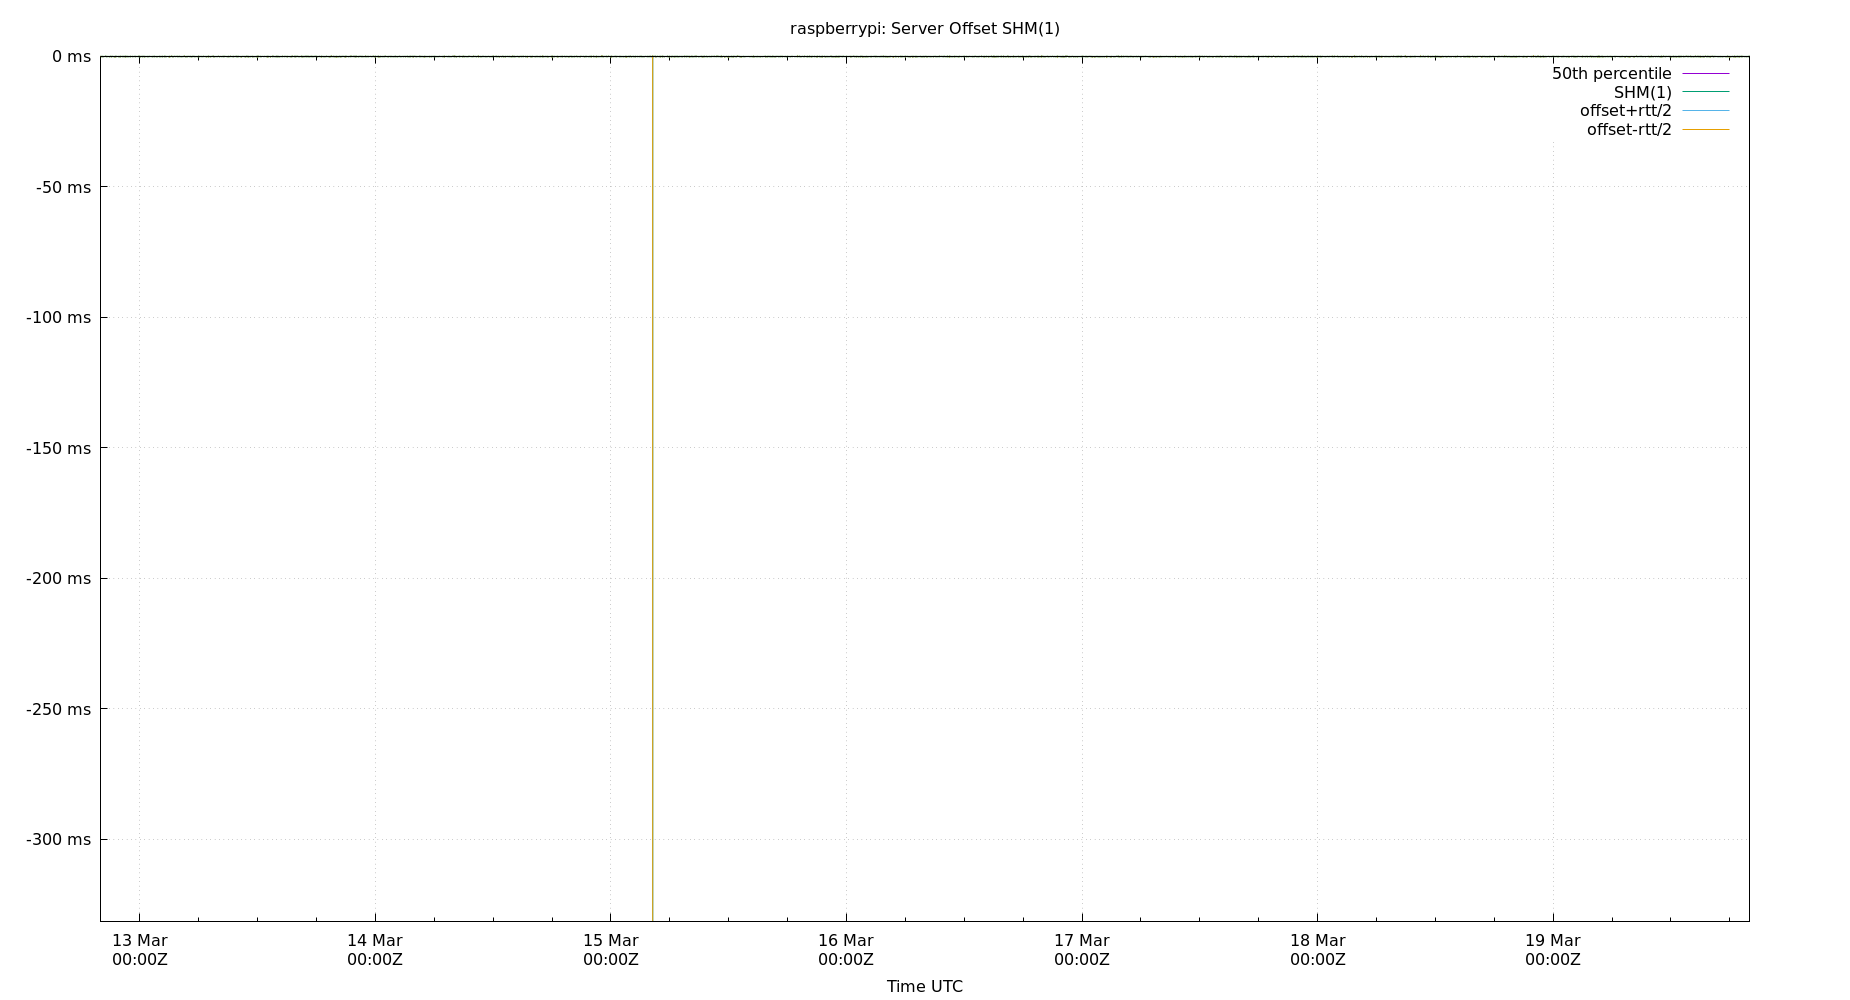 raspberrypi: Server Offset SHM(1)
0 ms
50th percentile
SHM(1)
offset+rtt/2
offset-rtt/2
-50 ms
-100 ms
-150 ms
-200 ms
-250 ms
-300 ms
13 Mar 14 Mar 15 Mar 16 Mar 17 Mar 18 Mar 19 Mar
00:00Z 00:00Z 00:00Z 00:00Z 00:00Z 00:00Z 00:00Z
Time UTC